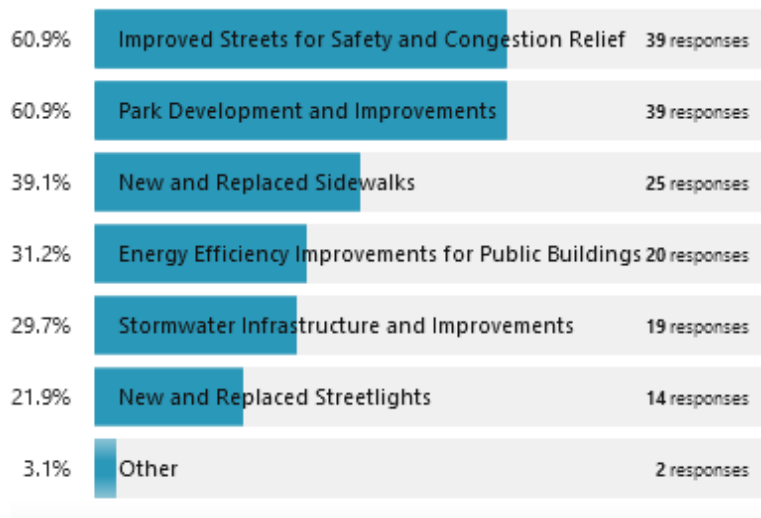 60.9% Improved Streets for Safety and Congestion Relief 39 responses
60.9% Park Development and Improvements 39 responses
39.1% New and Replaced Sidewalks 25 responses
31.2% Energy Efficiency Improvements for Public Buildings 20 responses
29.7% Stormwater Infrastructure and Improvements 19 responses
21.9% New and Replaced Streetlights 14 responses
3.1% Other 2 responses